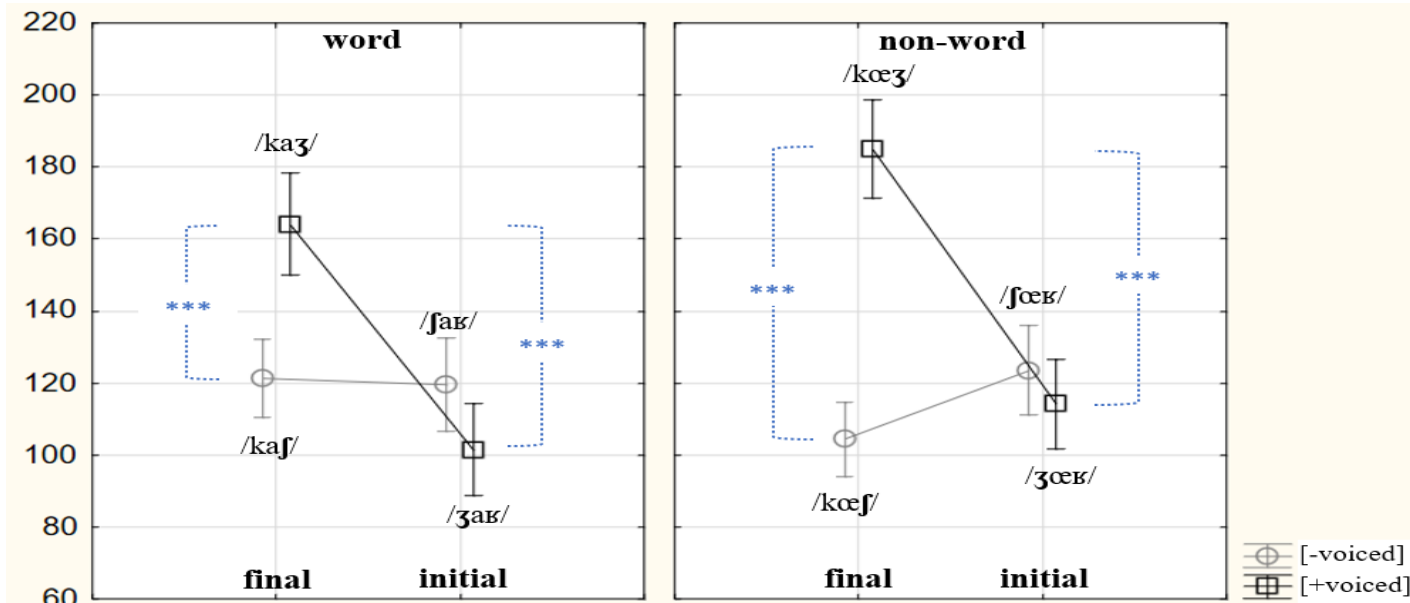 220
200
180
160
140
120
100
80
60
word
/kaʒ/
***
/ʃaʁ/
***
/kaʃ/
/ʒaʁ/
final initial
non-word
/kœʒ/
***
***
/ʃœʁ/
/kœʃ/
/ʒœʁ/
final initial
[-voiced]
[+voiced]